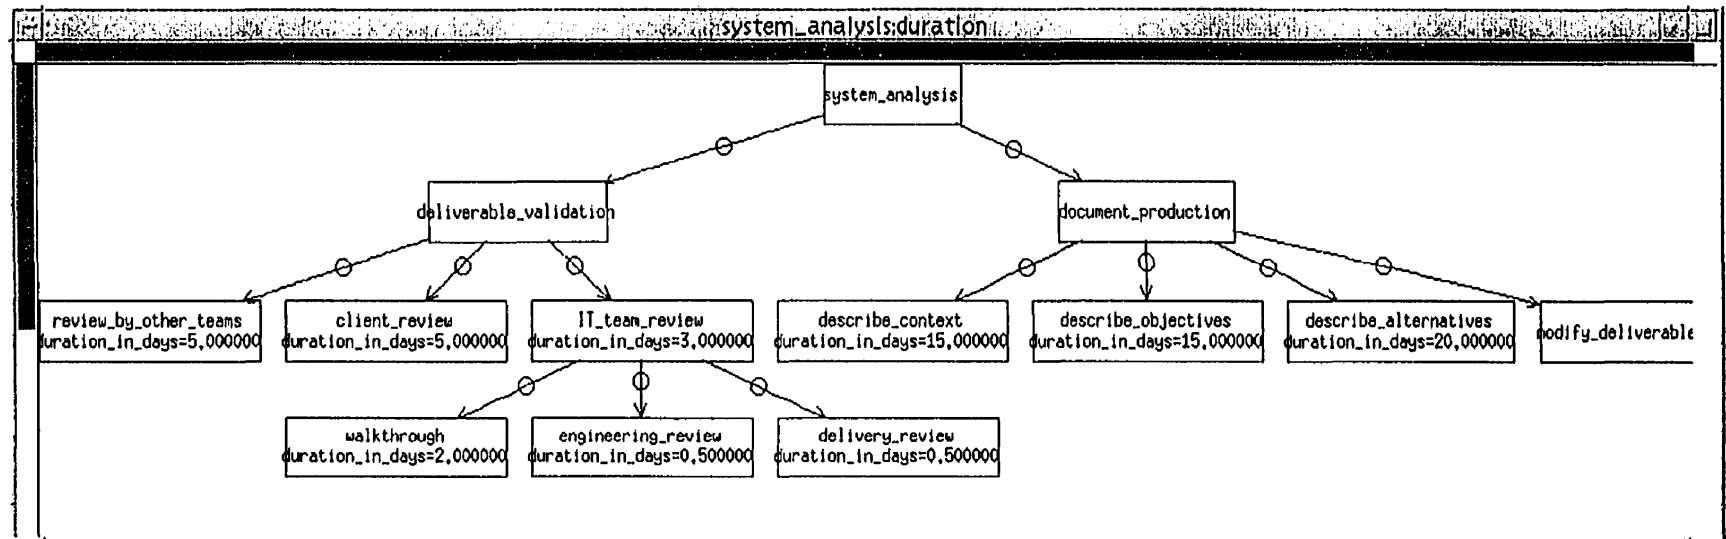 system_analysis:duration
system_analysis
deliverable_validation
document_production
review_by_other_teams
duration_in_days=5,000000
client_review
duration_in_days=5,000000
IT_team_review
duration_in_days=3,000000
describe_context
duration_in_days=15,000000
describe_objectives
duration_in_days=15,000000
describe_alternatives
duration_in_days=20,000000
modify_deliverable
walkthrough
duration_in_days=2,000000
engineering_review
duration_in_days=0,500000
delivery_review
duration_in_days=0,500000